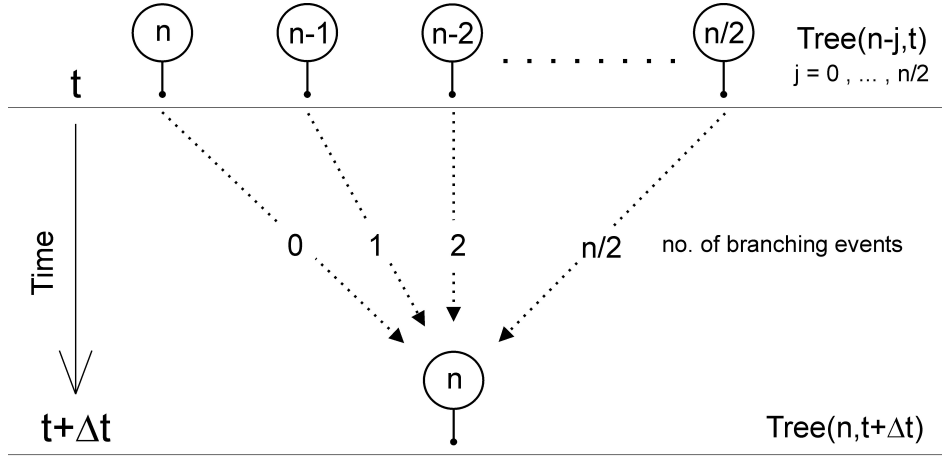 n n-1 n-2 n/2 Tree(n-j,t)
j = 0 , ... , n/2
t
Time
0 1 2 n/2 no. of branching events
n
t+Δt Tree(n,t+Δt)